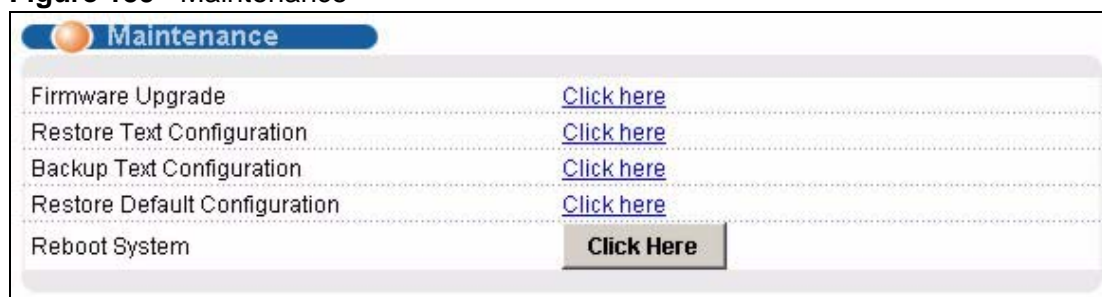 Maintenance
Firmware Upgrade Click here
Restore Text Configuration Click here
Backup Text Configuration Click here
Restore Default Configuration Click here
Reboot System Click Here